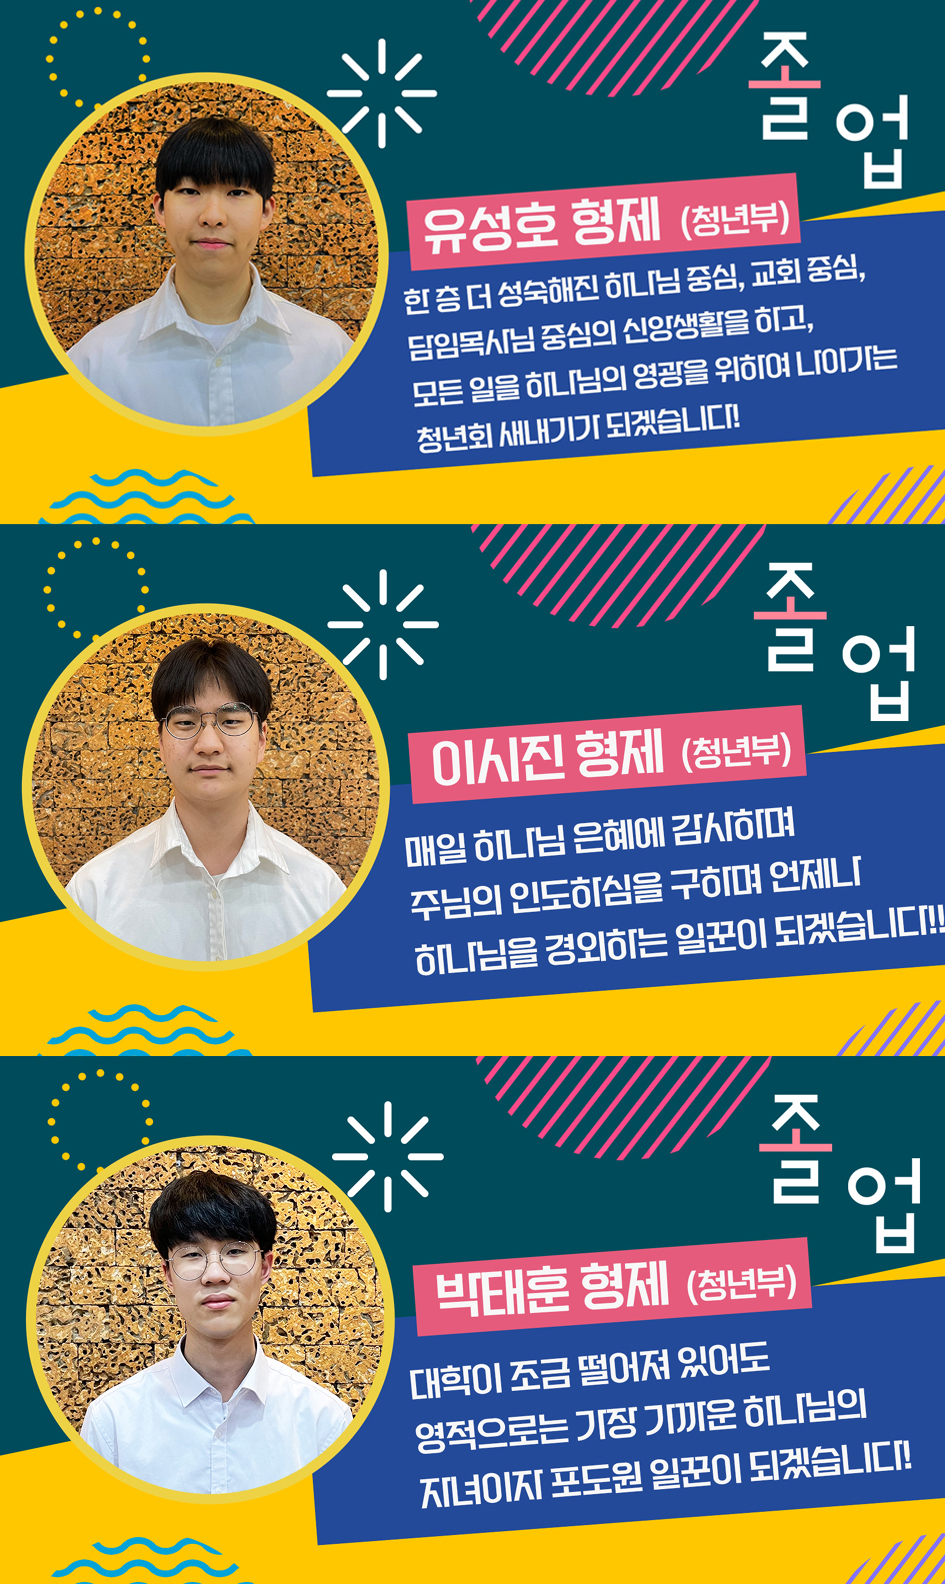 졸업
유성호 형제 (청년부)
한 층 더 성숙해진 하나님 중심, 교회 중심,
담임목사님 중심의 신앙생활을 하고,
모든 일을 하나님의 영광을 위하여 나아가는
청년회 새내기가 되겠습니다!
졸업
이시진 형제 (청년부)
매일 하나님 은혜에 감사하며
주님의 인도하심을 구하며 언제나
하나님을 경외하는 일꾼이 되겠습니다!!
졸업
박태훈 형제 (청년부)
대학이 조금 떨어져 있어도
영적으로는 가장 가까운 하나님의
자녀이자 포도원 일꾼이 되겠습니다!